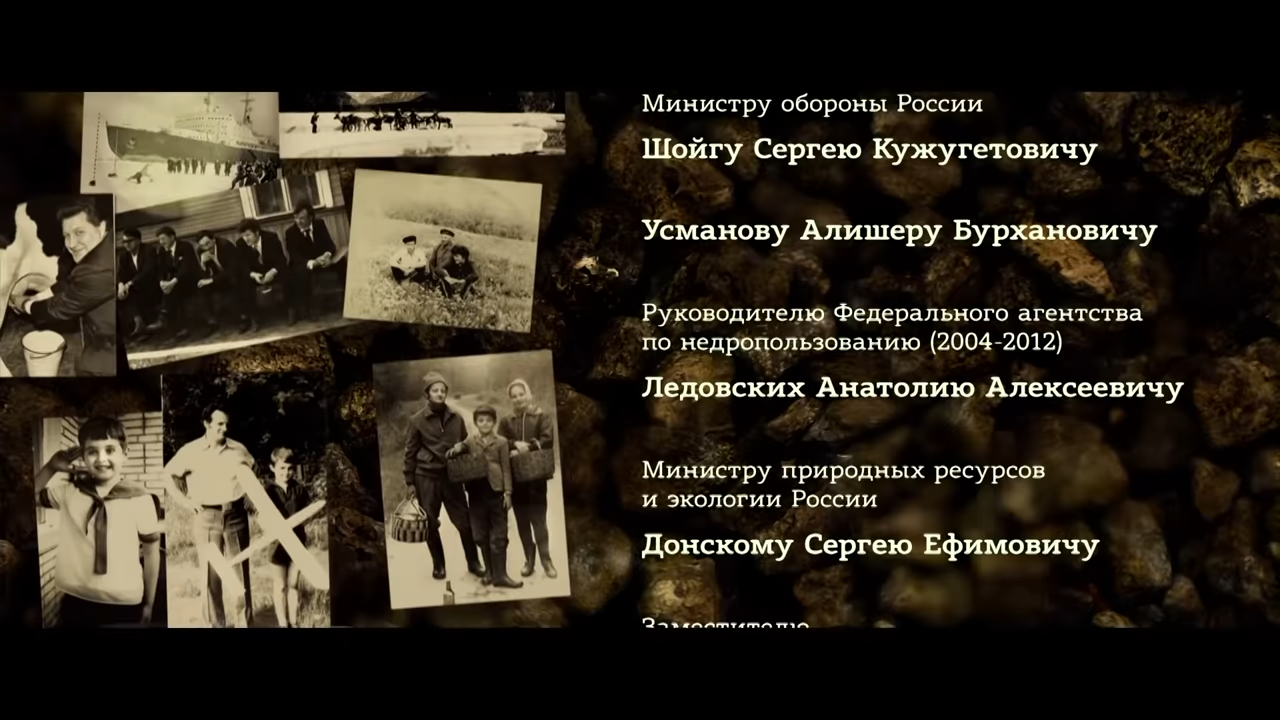 Министру обороны России
Шойгу Сергею Кужугетовичу
Усманову Алишеру Бурхановичу
Руководителю Федерального агентства
по недропользованию (2004-2012)
Ледовских Анатолию Алексеевичу
Министру природных ресурсов
и экологии России
Донскому Сергею Ефимовичу
Заместителю